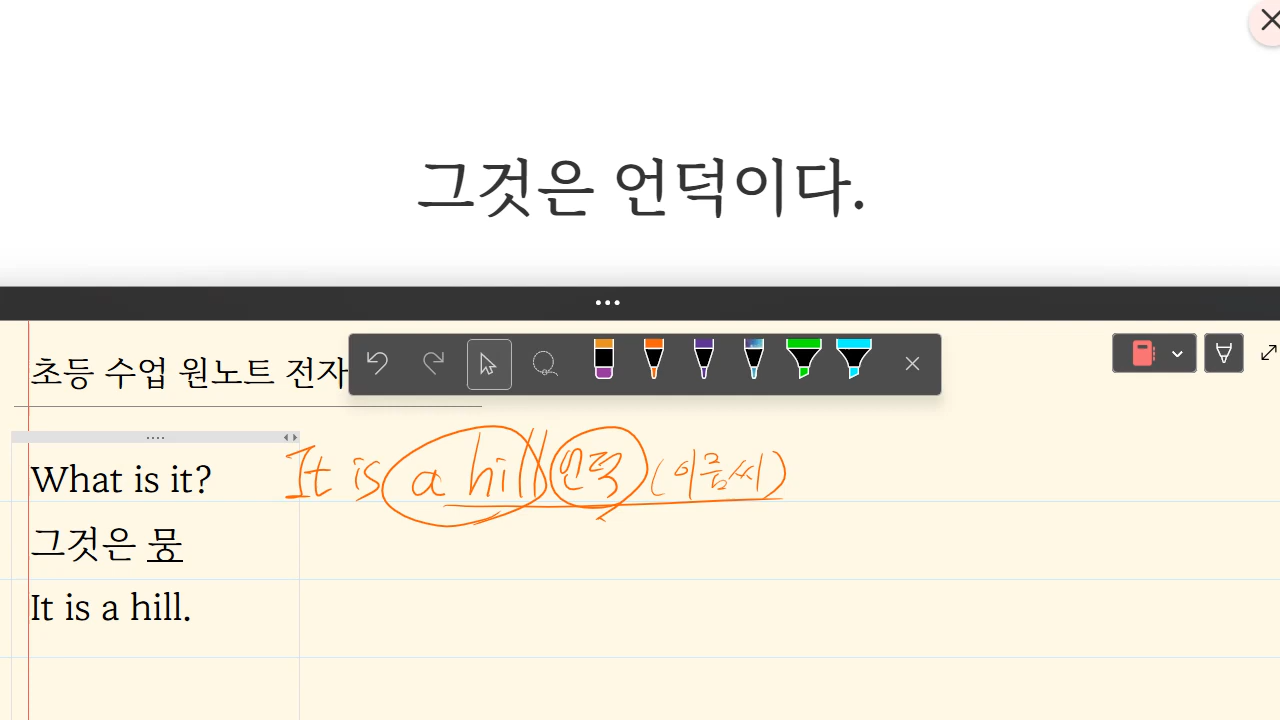 그것은 언덕이다.
초등 수업 원노트 전자
What is it?
It is a hill 언덕 (이름씨)
그것은 뭉
It is a hill.